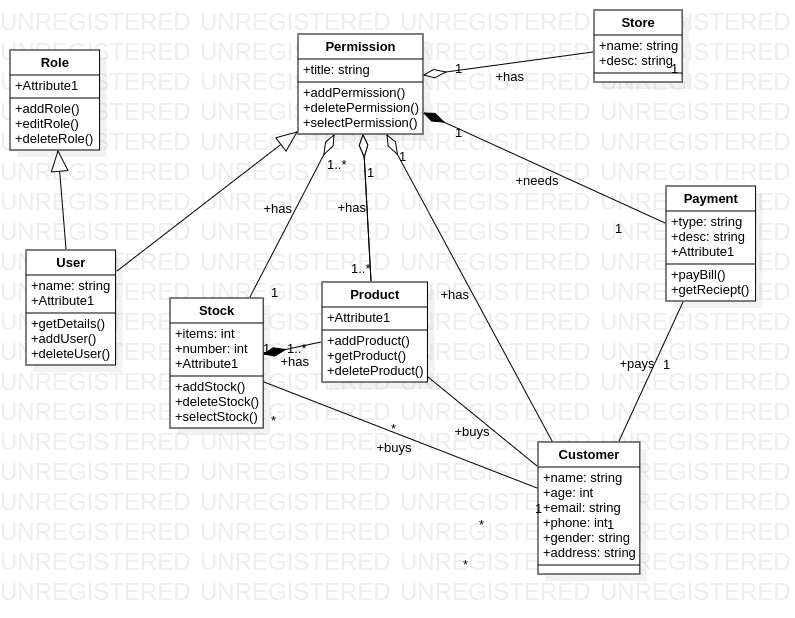 Role
+Attribute1
+addRole()
+editRole()
+deleteRole()
Permission
+title: string
+addPermission()
+deletePermission()
+selectPermission()
Store
+name: string
+desc: string
1
1
+has
1
+needs
1
Payment
+type: string
+desc: string
+Attribute1
+payBill()
+getReciept()
User
+name: string
+Attribute1
+getDetails()
+addUser()
+deleteUser()
1..*
+has
1
1
+has
1..*
1
+has
Stock
+items: int
+number: int
+Attribute1
+addStock()
+deleteStock()
+selectStock()
1
1..*
+has
Product
+Attribute1
+addProduct()
+getProduct()
+deleteProduct()
+pays
1
*
*
+buys
+buys
Customer
+name: string
+age: int
+email: string
+phone: int
+gender: string
+address: string
1
1
*
*
UNREGISTERED UNREGISTERED UNREGISTERED UNREGISTERED